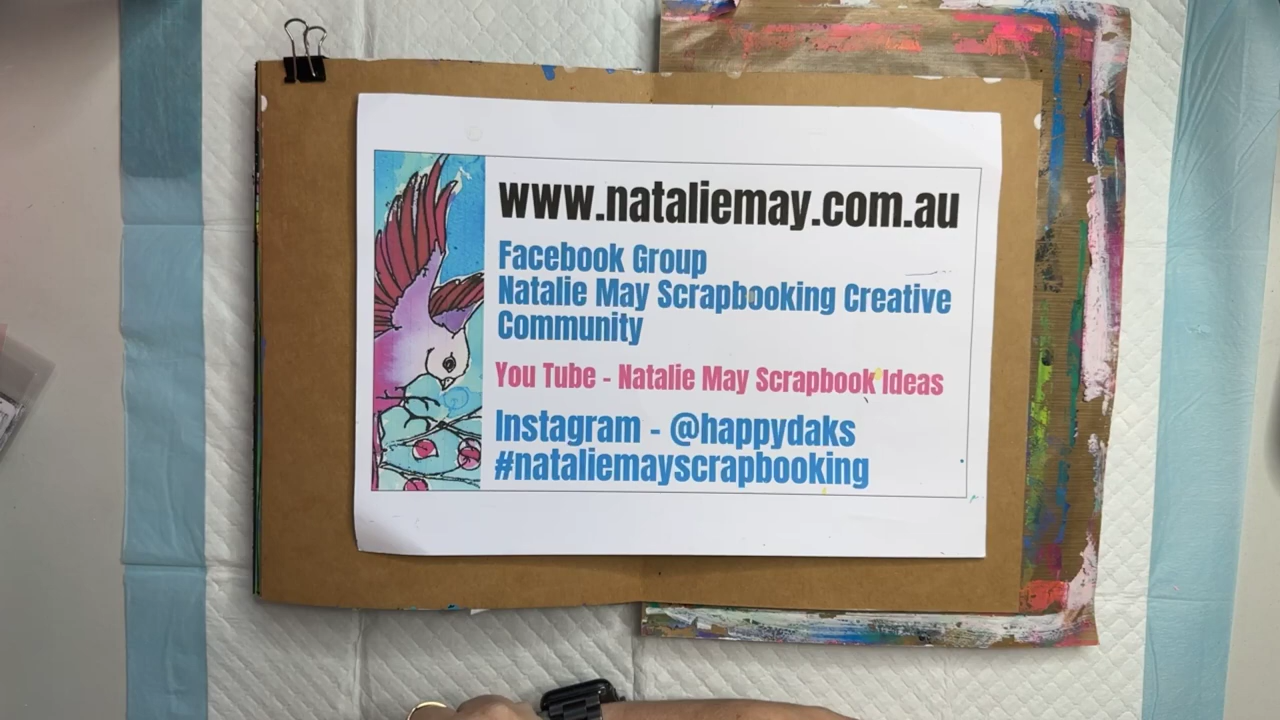 www.nataliemay.com.au
Facebook Group
Natalie May Scrapbooking Creative
Community
You Tube - Natalie May Scrapbook Ideas
Instagram - @happydaks
#nataliemayscrapbooking